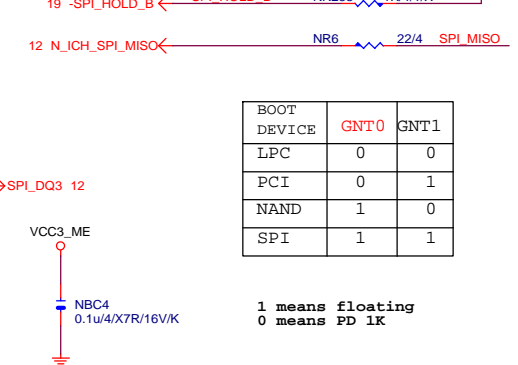 19 -SPI_HOLD_B
12 N_ICH_SPI_MISO NR6 22/4 SPI_MISO
BOOT DEVICE GNT0 GNT1
LPC 0 0
PCI 0 1
NAND 1 0
SPI 1 1
SPI_DQ3 12
VCC3_ME
NBC4
0.1u/4/X7R/16V/K
1 means floating
0 means PD 1K